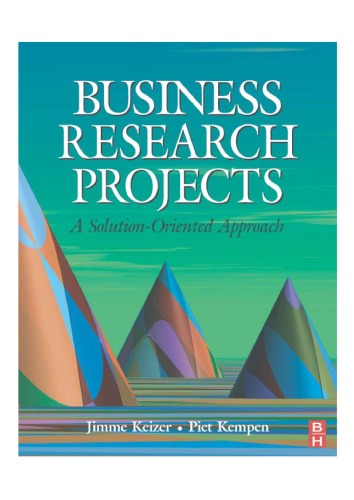 BUSINESS
RESEARCH
PROJECTS
A Solution-Oriented Approach
Jimme Keizer • Piet Kempen
B
H